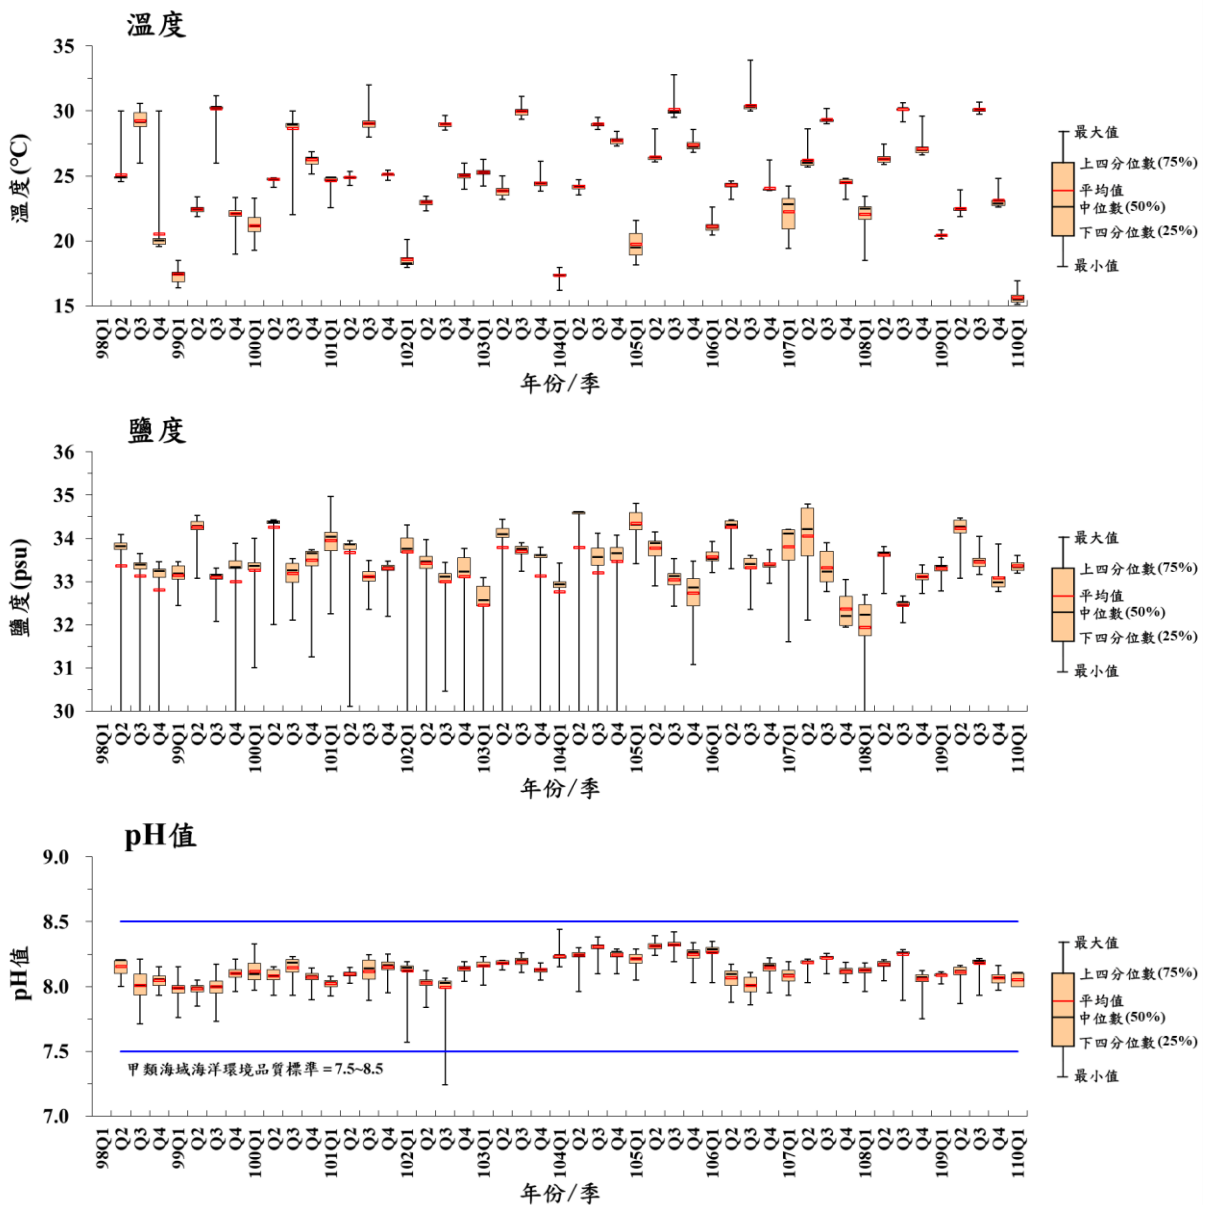 溫度
35
30
25
20
15
溫度(°C)
98Q1 Q2 Q3 Q4 99Q1 Q2 Q3 Q4 100Q1 Q2 Q3 Q4 101Q1 Q2 Q3 Q4 102Q1 Q2 Q3 Q4 103Q1 Q2 Q3 Q4 104Q1 Q2 Q3 Q4 105Q1 Q2 Q3 Q4 106Q1 Q2 Q3 Q4 107Q1 Q2 Q3 Q4 108Q1 Q2 Q3 Q4 109Q1 Q2 Q3 Q4 110Q1
年份/季
最大值
上四分位數(75%)
平均值
中位數(50%)
下四分位數(25%)
最小值
鹽度
36
35
34
33
32
31
30
鹽度(psu)
98Q1 Q2 Q3 Q4 99Q1 Q2 Q3 Q4 100Q1 Q2 Q3 Q4 101Q1 Q2 Q3 Q4 102Q1 Q2 Q3 Q4 103Q1 Q2 Q3 Q4 104Q1 Q2 Q3 Q4 105Q1 Q2 Q3 Q4 106Q1 Q2 Q3 Q4 107Q1 Q2 Q3 Q4 108Q1 Q2 Q3 Q4 109Q1 Q2 Q3 Q4 110Q1
年份/季
最大值
上四分位數(75%)
平均值
中位數(50%)
下四分位數(25%)
最小值
pH值
9.0
8.5
8.0
7.5
7.0
pH值
甲類海域海洋環境品質標準=7.5~8.5
98Q1 Q2 Q3 Q4 99Q1 Q2 Q3 Q4 100Q1 Q2 Q3 Q4 101Q1 Q2 Q3 Q4 102Q1 Q2 Q3 Q4 103Q1 Q2 Q3 Q4 104Q1 Q2 Q3 Q4 105Q1 Q2 Q3 Q4 106Q1 Q2 Q3 Q4 107Q1 Q2 Q3 Q4 108Q1 Q2 Q3 Q4 109Q1 Q2 Q3 Q4 110Q1
年份/季
最大值
上四分位數(75%)
平均值
中位數(50%)
下四分位數(25%)
最小值